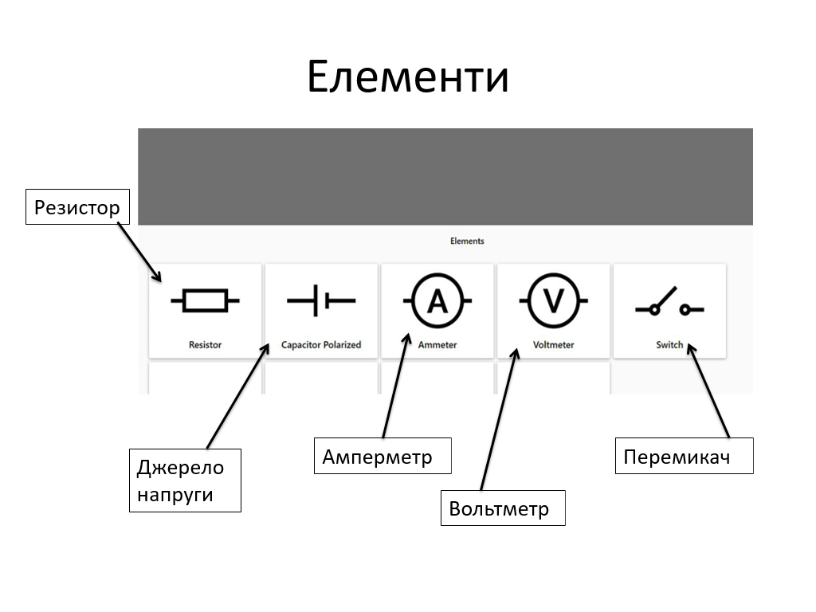 Елементи
Резистор
Elements
A
V
Resistor
Capacitor Polarized
Ammeter
Voltmeter
Switch
Джерело
напруги
Амперметр
Вольтметр
Перемикач